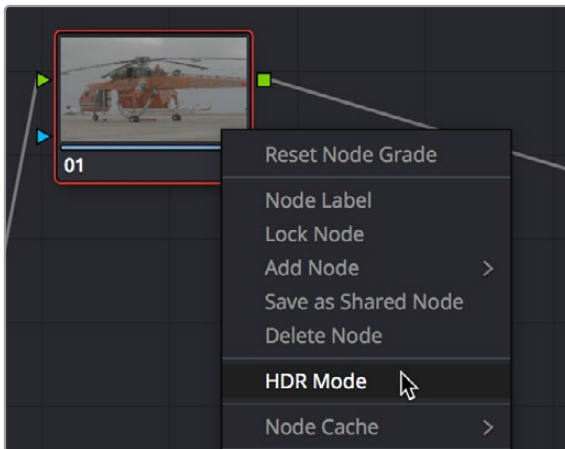 01
Reset Node Grade
Node Label
Lock Node
Add Node
Save as Shared Node
Delete Node
HDR Mode
Node Cache